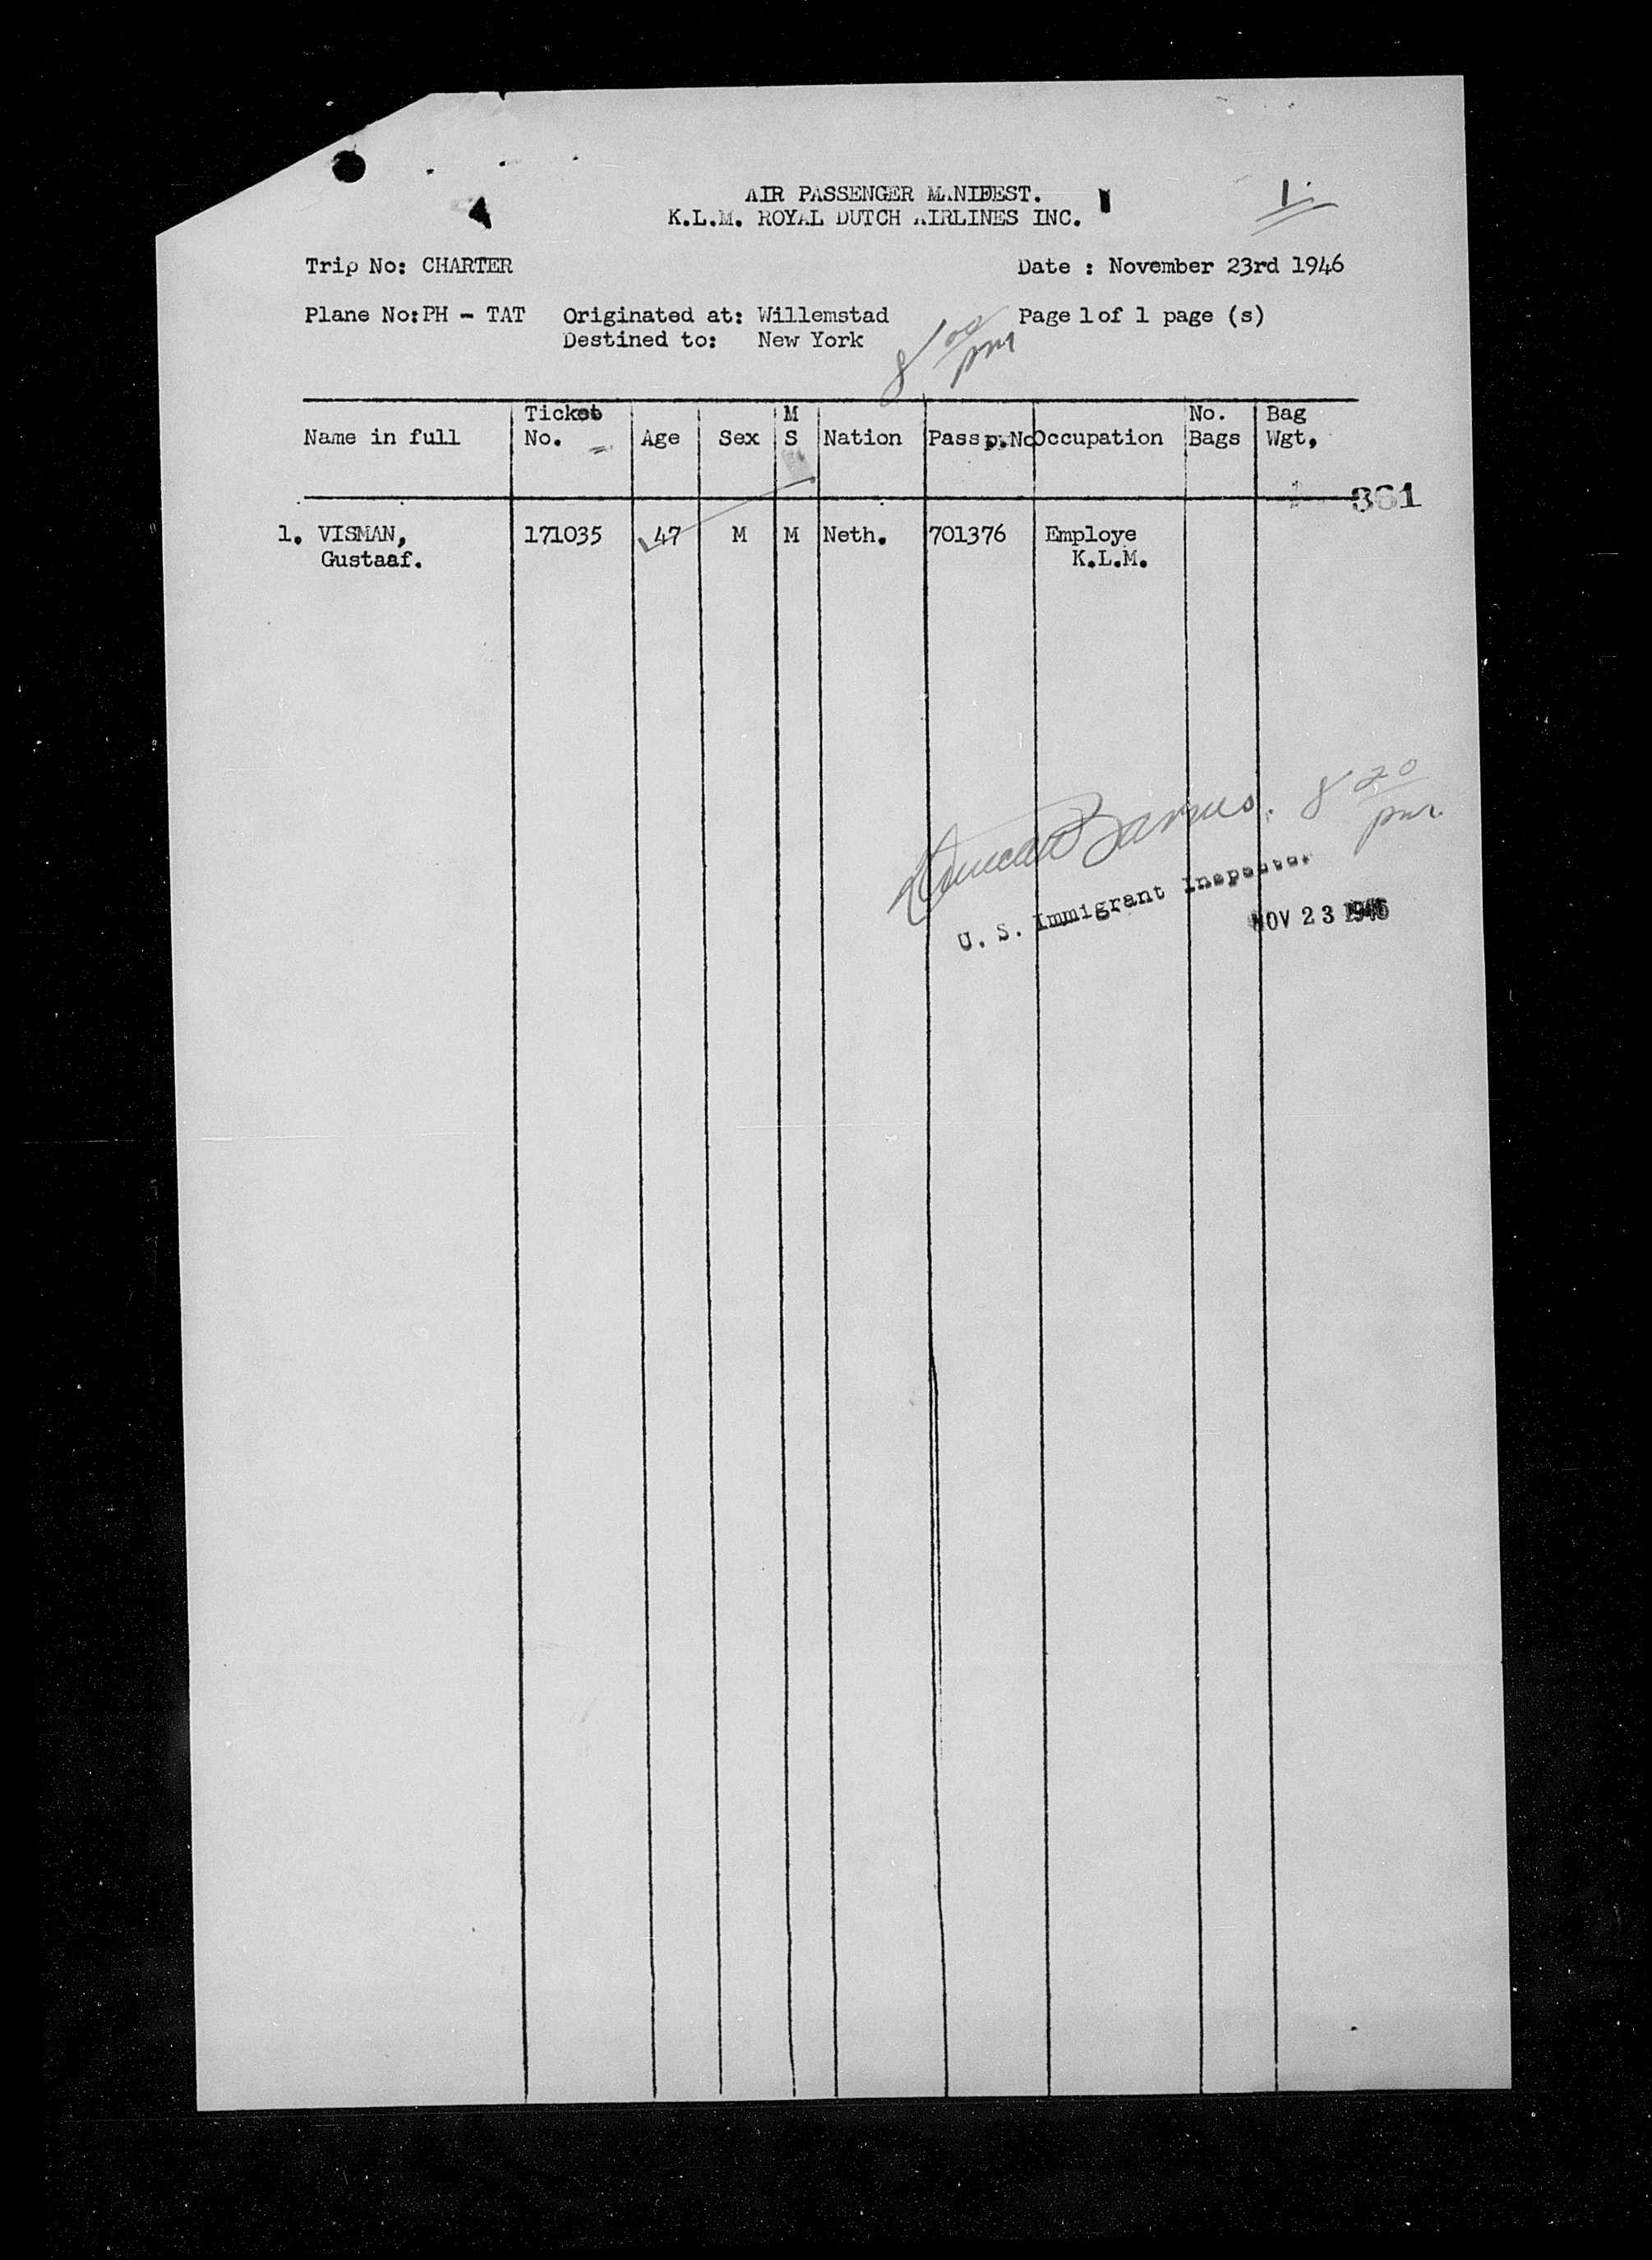 AIR PASSENGER MANIFEST.
K.L.M. ROYAL DUTCH AIRLINES INC.
1.
Trip No: CHARTER Date : November 23rd 1946
Plane No:PH - TAT Originated at: Willemstad Page 1 of 1 page (s)
Destined to: New York
8 00 pm
Name in full Ticket No. Age Sex M S Nation Passp.No Occupation No. Bags Bag Wgt,
361
1. VISMAN, 171035 47 M M Neth. 701376 Employe
Gustaaf. K.L.M.
Barnes. 8 20 pm.
U. S. Immigrant Inspector
NOV 23 1946